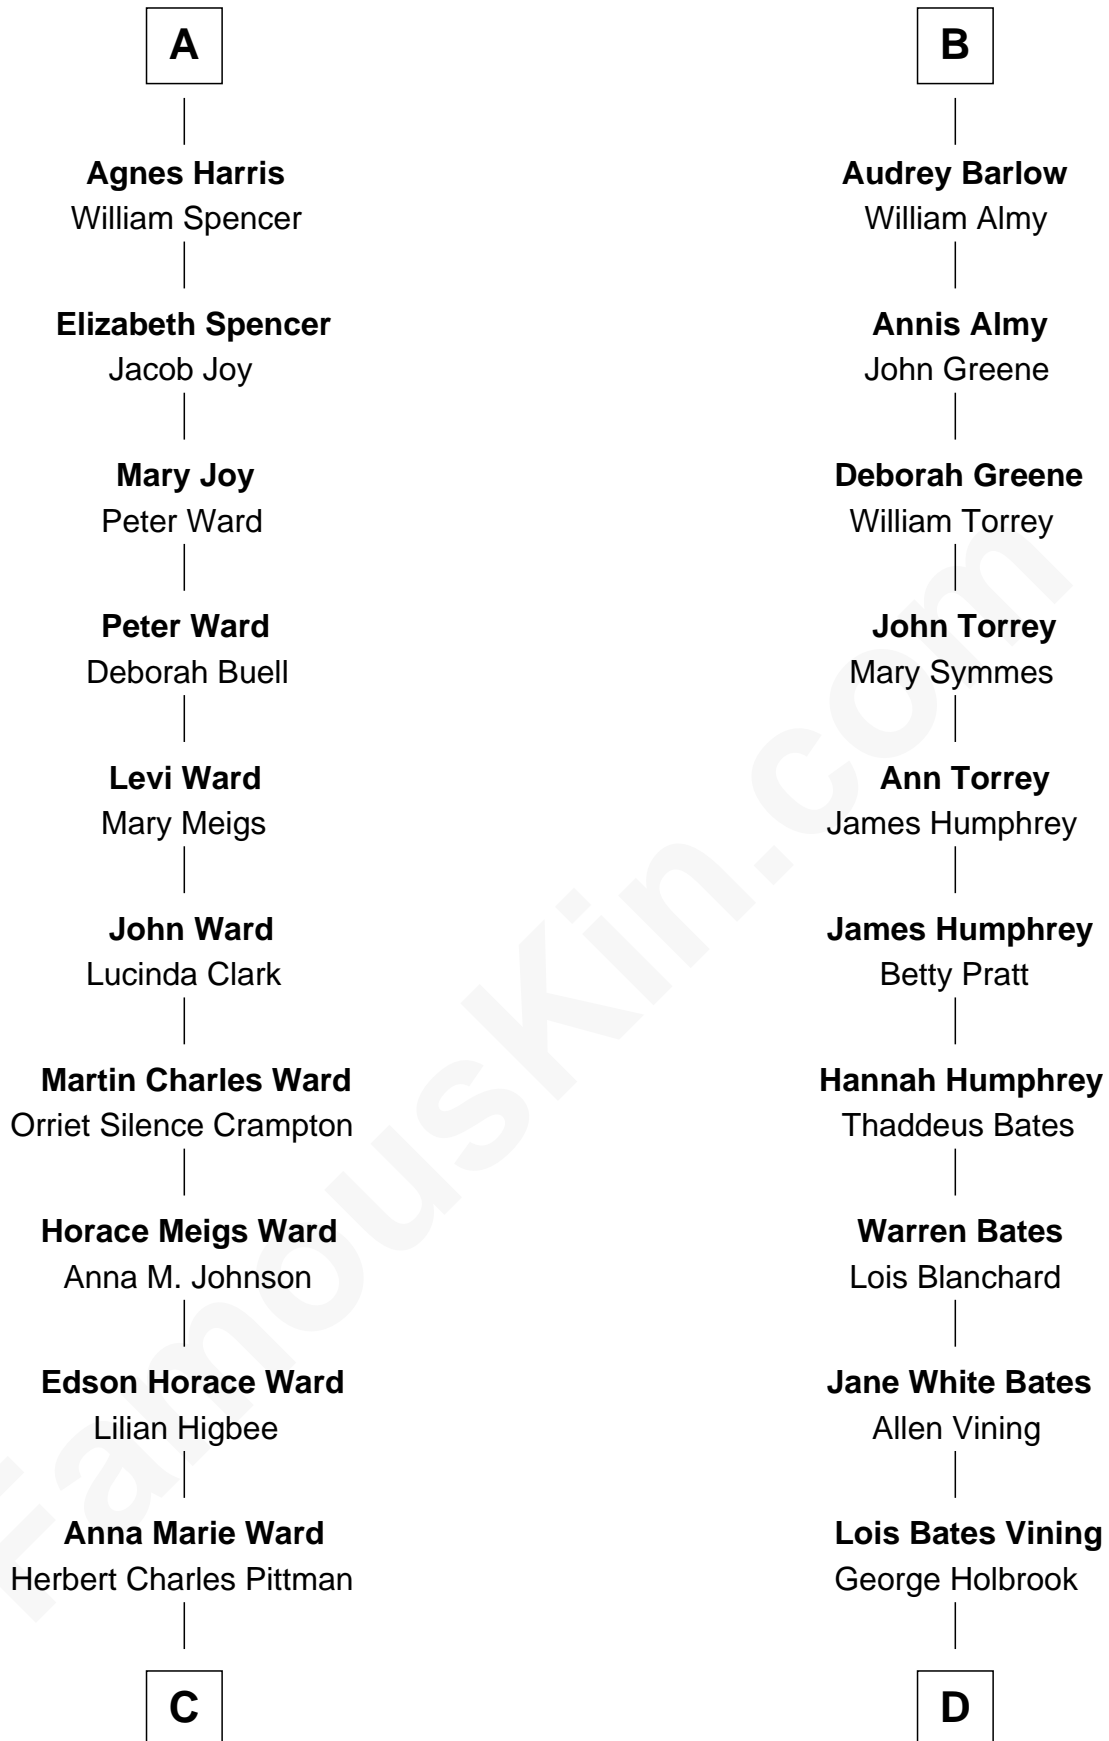 A
Agnes Harris
William Spencer
Elizabeth Spencer
Jacob Joy
Mary Joy
Peter Ward
Peter Ward
Deborah Buell
Levi Ward
Mary Meigs
John Ward
Lucinda Clark
Martin Charles Ward
Orriet Silence Crampton
Horace Meigs Ward
Anna M. Johnson
Edson Horace Ward
Lilian Higbee
Anna Marie Ward
Herbert Charles Pittman
C
B
Audrey Barlow
William Almy
Annis Almy
John Greene
Deborah Greene
William Torrey
John Torrey
Mary Symmes
Ann Torrey
James Humphrey
James Humphrey
Betty Pratt
Hannah Humphrey
Thaddeus Bates
Warren Bates
Lois Blanchard
Jane White Bates
Allen Vining
Lois Bates Vining
George Holbrook
D
FamousKin.com